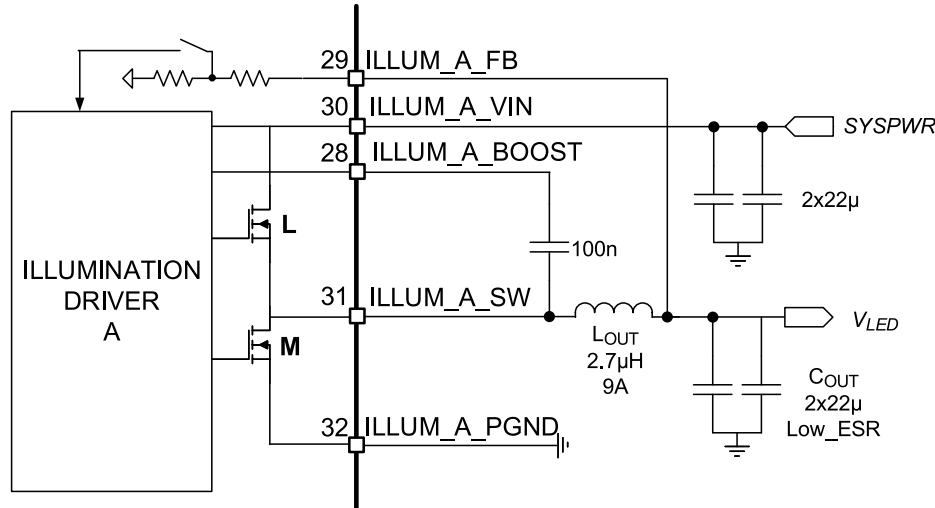 29 ILLUM_A_FB
30 ILLUM_A_VIN
SYSPWR
28 ILLUM_A_BOOST
2x22µ
L
100n
ILLUMINATION
DRIVER
A
31 ILLUM_A_SW
M
LOUT
2.7µH
9A
VLED
COUT
2x22µ
Low_ESR
32 ILLUM_A_PGND